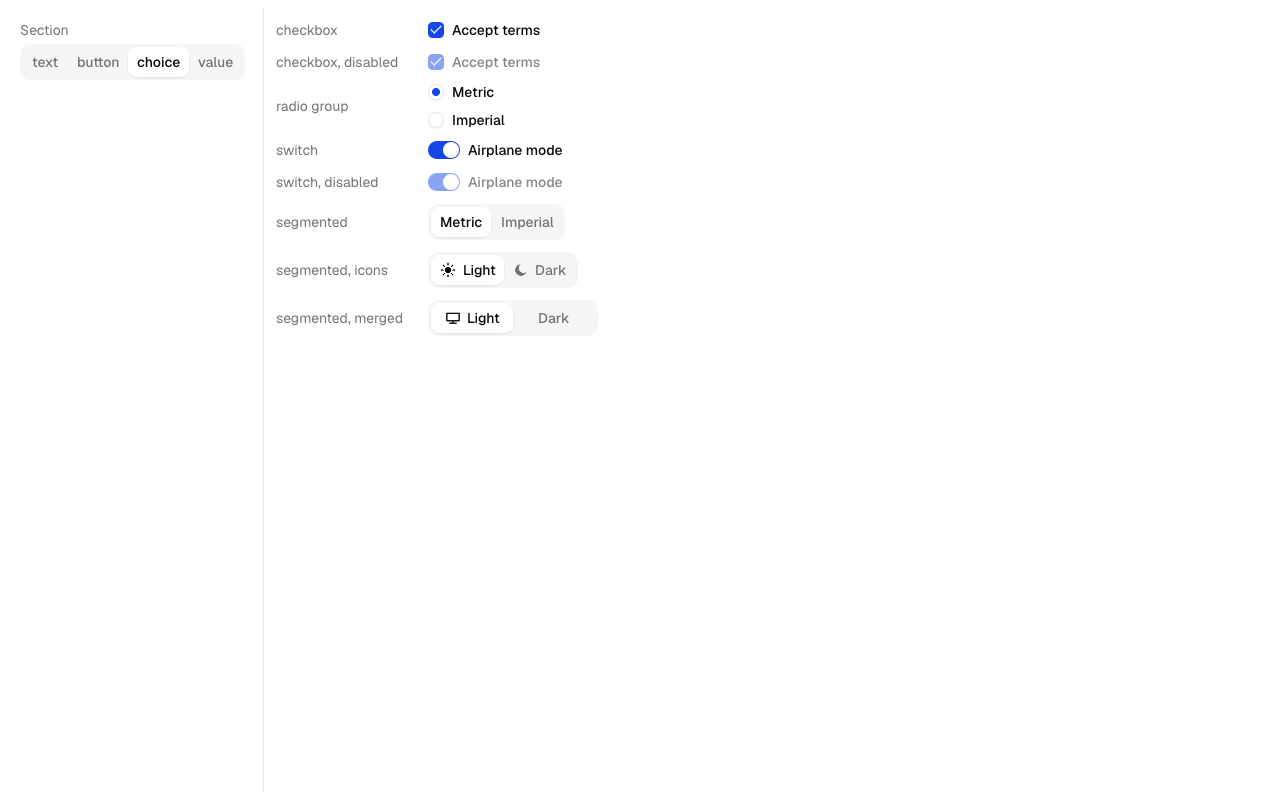 Section
text button choice value
checkbox Accept terms
checkbox, disabled Accept terms
radio group Metric
Imperial
switch Airplane mode
switch, disabled Airplane mode
segmented Metric Imperial
segmented, icons Light Dark
segmented, merged Light Dark